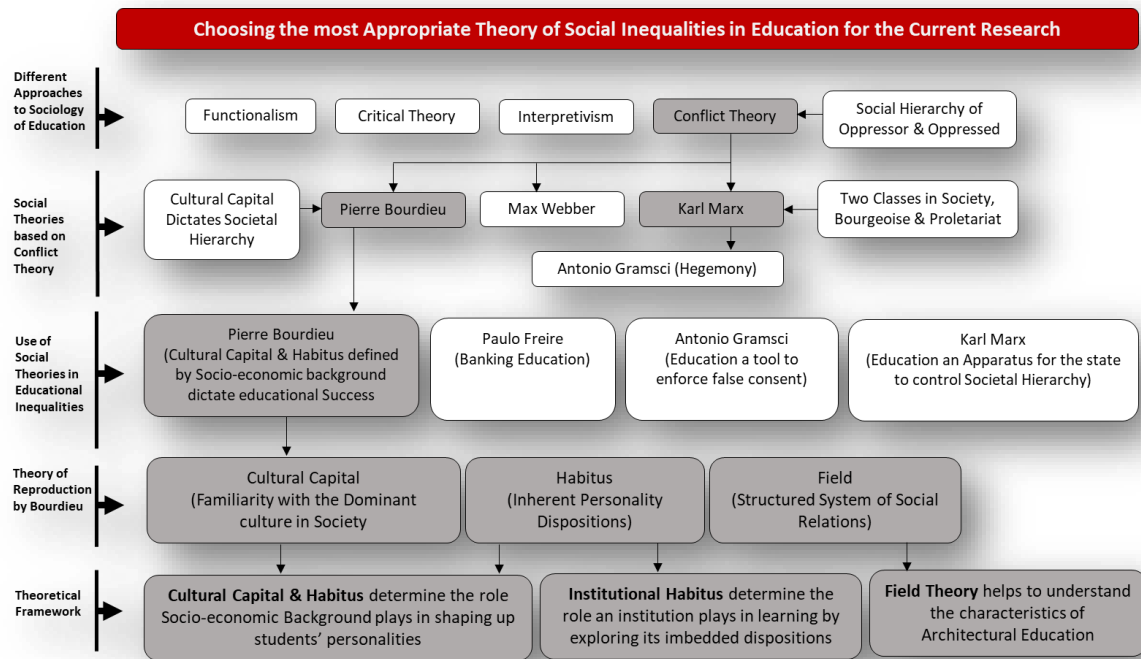 Choosing the most Appropriate Theory of Social Inequalities in Education for the Current Research
Different
Approaches
to Sociology
of Education
Functionalism
Critical Theory
Interpretivism
Conflict Theory
Social Hierarchy of
Oppressor & Oppressed
Social
Theories
based on
Conflict
Theory
Cultural Capital
Dictates Societal
Hierarchy
Pierre Bourdieu
Max Webber
Karl Marx
Two Classes in Society,
Bourgeoise & Proletariat
Antonio Gramsci (Hegemony)
Use of
Social
Theories in
Educational
Inequalities
Pierre Bourdieu
(Cultural Capital & Habitus defined
by Socio-economic background
dictate educational Success
Paulo Freire
(Banking Education)
Antonio Gramsci
(Education a tool to
enforce false consent)
Karl Marx
(Education an Apparatus for the state
to control Societal Hierarchy)
Theory of
Reproduction
by Bourdieu
Cultural Capital
(Familiarity with the Dominant
culture in Society
Habitus
(Inherent Personality
Dispositions)
Field
(Structured System of Social
Relations)
Theoretical
Framework
Cultural Capital & Habitus determine the role
Socio-economic Background plays in shaping up
students' personalities
Institutional Habitus determine the
role an institution plays in learning by
exploring its imbedded dispositions
Field Theory helps to understand
the characteristics of
Architectural Education